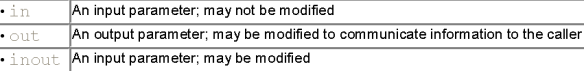 • in An input parameter; may not be modified
• out An output parameter; may be modified to communicate information to the caller
• inout An input parameter; may be modified